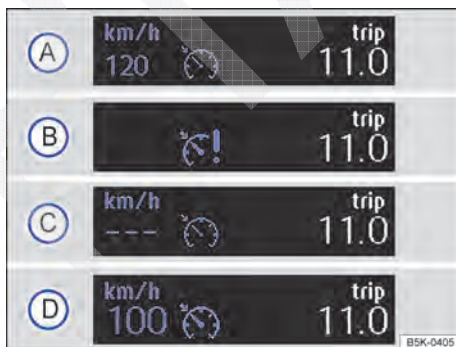 A
km/h trip
120 11.0
B
trip
! 11.0
C
km/h trip
--- 11.0
D
km/h trip
100 11.0
B5K-0405